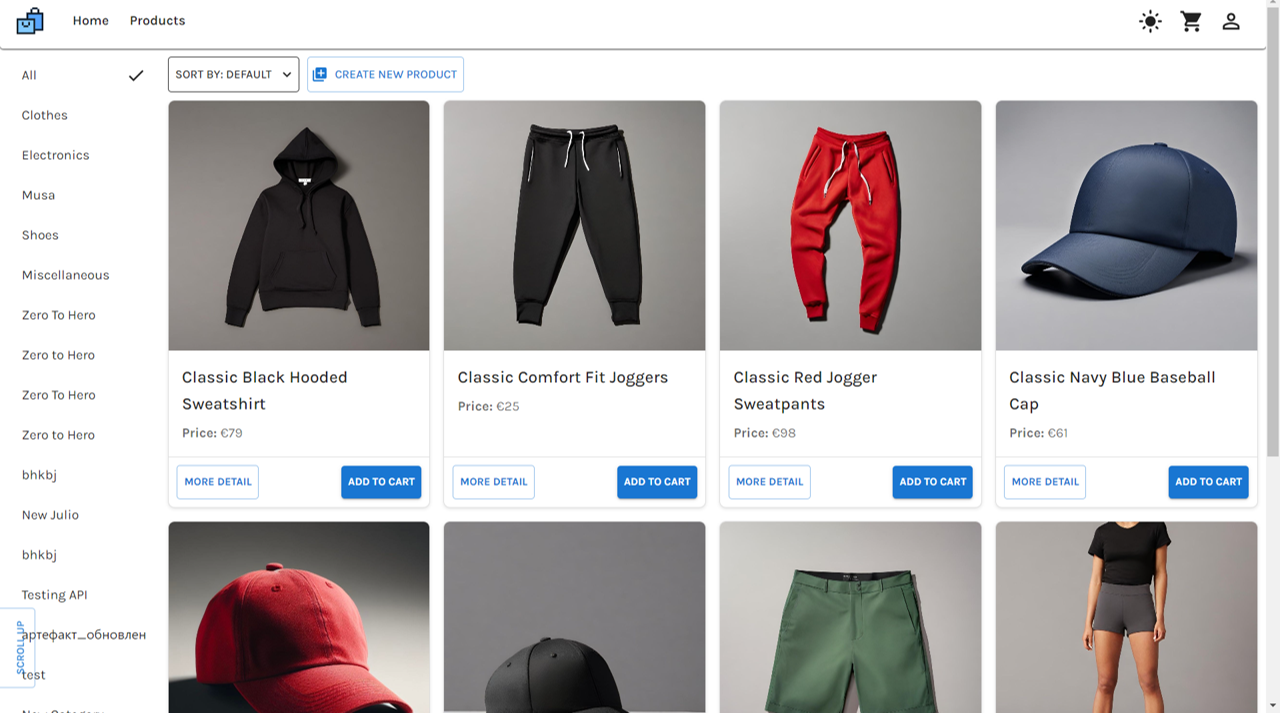 Home
Products
All
Clothes
Electronics
Musa
Shoes
Miscellaneous
Zero To Hero
Zero to Hero
Zero To Hero
Zero to Hero
bhkbj
New Julio
bhkbj
Testing API
артефакт_обновлен
test
New Category
SCROLL UP
SORT BY: DEFAULT
CREATE NEW PRODUCT
Classic Black Hooded
Sweatshirt
Price: €79
MORE DETAIL
ADD TO CART
Classic Comfort Fit Joggers
Price: €25
MORE DETAIL
ADD TO CART
Classic Red Jogger
Sweatpants
Price: €98
MORE DETAIL
ADD TO CART
Classic Navy Blue Baseball
Cap
Price: €61
MORE DETAIL
ADD TO CART